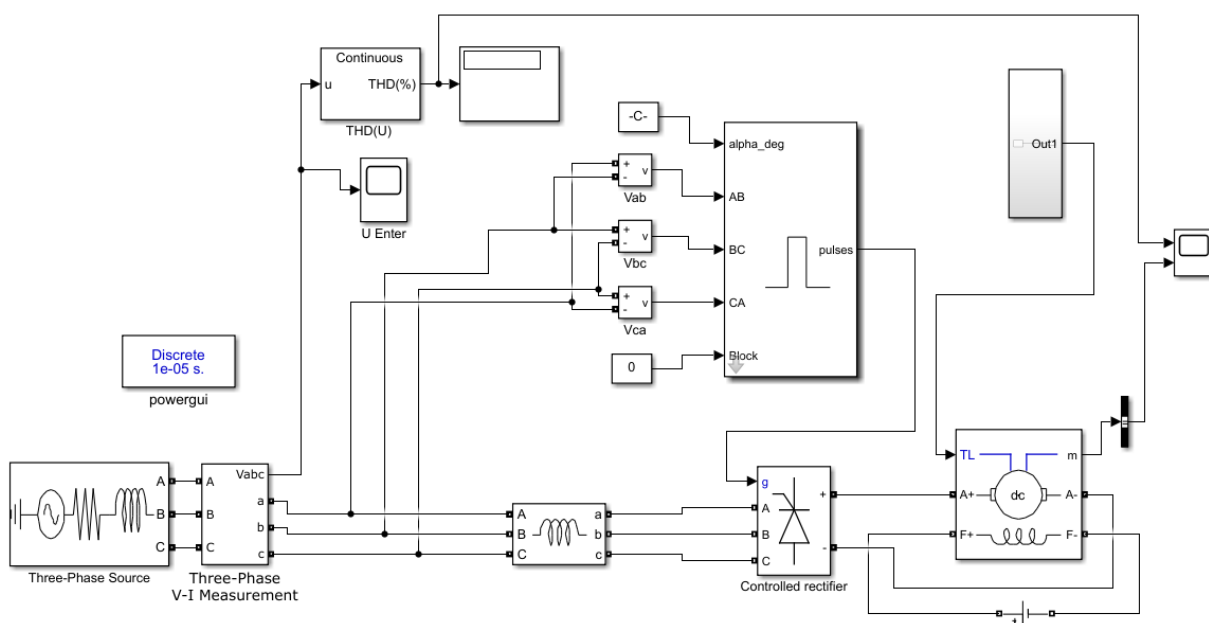 Continuous
u
THD(%)
THD(U)
U Enter
-C-
alpha_deg
+
-
v
Vab
AB
+
-
v
Vbc
BC
pulses
+
-
v
Vca
CA
0
Block
Out1
Discrete
1e-05 s.
powergui
A
B
C
Three-Phase Source
A
B
C
Vabc
a
b
c
Three-Phase
V-I Measurement
A
B
C
a
b
c
g
A
B
C
+
-
Controlled rectifier
TL
m
A+
dc
A-
F+
F-